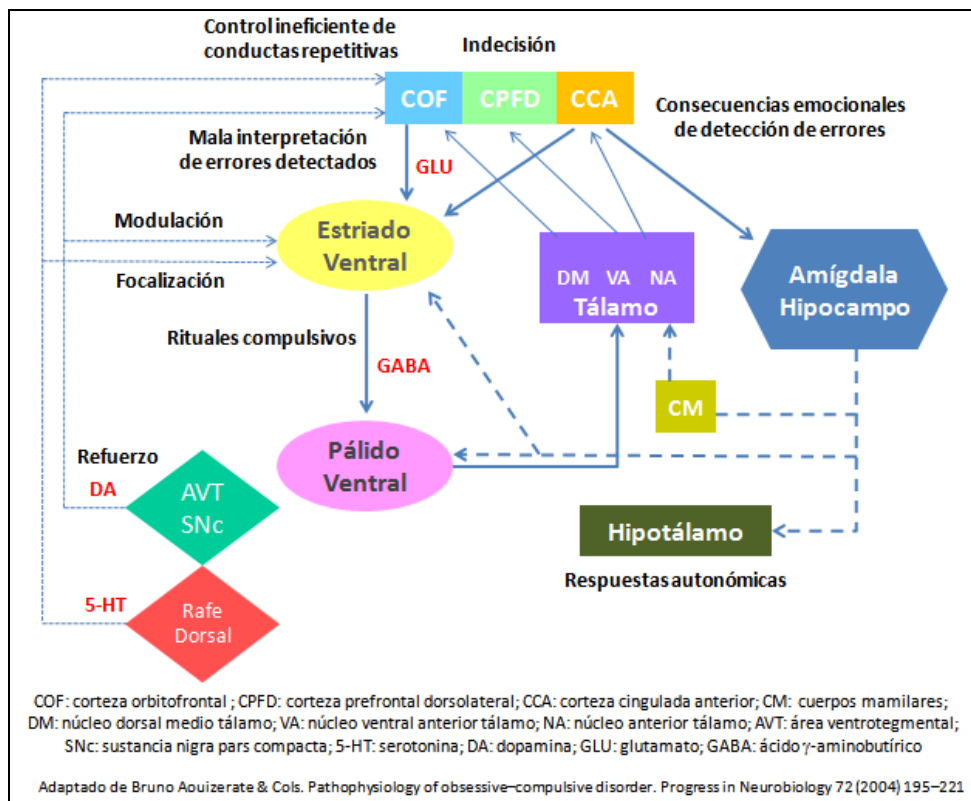 Control ineficiente de
conductas repetitivas
Indecisión
COF CPFD CCA
Consecuencias emocionales
de detección de errores
Mala interpretación
de errores detectados
GLU
Modulación
Estriado
Ventral
Focalización
DM VA NA
Tálamo
Amígdala
Hipocampo
Rituales compulsivos
GABA
CM
Pálido
Ventral
Refuerzo
DA
AVT
SNc
Hipotálamo
Respuestas autonómicas
5-HT
Rafe
Dorsal
COF: corteza orbitofrontal ; CPFD: corteza prefrontal dorsolateral; CCA: corteza cingulada anterior; CM: cuerpos mamilares;
DM: núcleo dorsal medio tálamo; VA: núcleo ventral anterior tálamo; NA: núcleo anterior tálamo; AVT: área ventrotegmental;
SNc: sustancia nigra pars compacta; 5-HT: serotonina; DA: dopamina; GLU: glutamato; GABA: ácido γ-aminobutírico
Adaptado de Bruno Aouizerate & Cols. Pathophysiology of obsessive–compulsive disorder. Progress in Neurobiology 72 (2004) 195–221